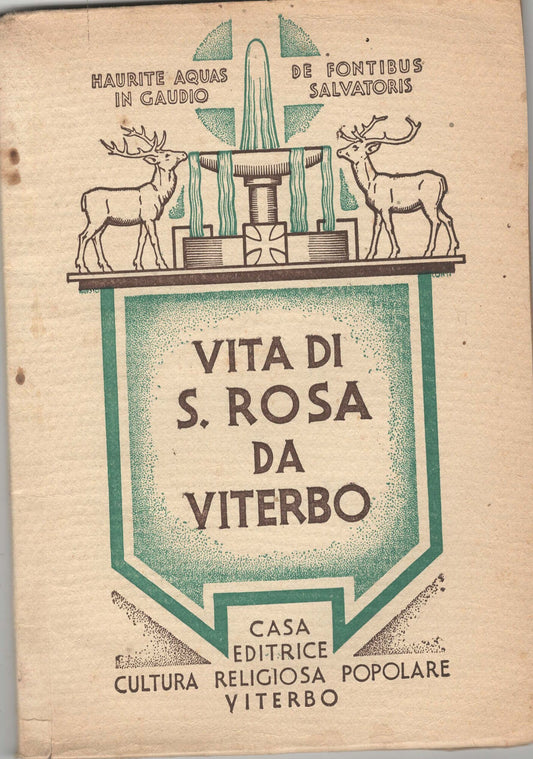 HAURITE AQUAS
IN GAUDIO
DE FONTIBUS
SALVATORIS
VITA DI
S. ROSA
DA
VITERBO
CASA
EDITRICE
CULTURA RELIGIOSA POPOLARE
VITERBO